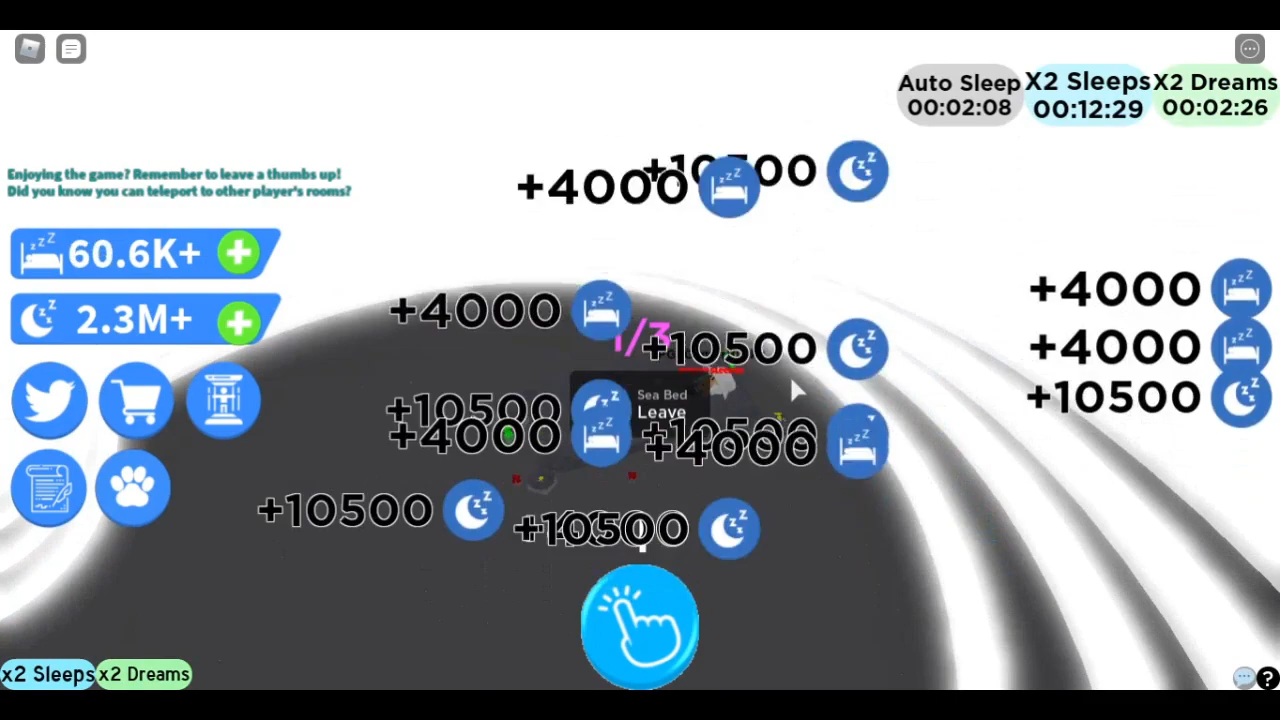 Auto Sleep
00:02:08
X2 Sleeps
00:12:29
X2 Dreams
00:02:26
Enjoying the game? Remember to leave a thumbs up!
Did you know you can teleport to other player's rooms?
+4000
+10500
60.6K+
2.3M+
+4000
+4000
1/3
+10500
+4000
+10500
Sea Bed
Leave
+10500
+4000
+10500
+4000
+10500
+10500
x2 Sleeps
x2 Dreams
?